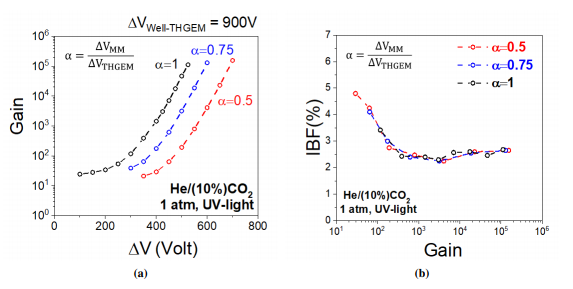 ΔV_Well-THGEM = 900V
α = ΔV_MM / ΔV_THGEM
α=1
α=0.75
α=0.5
Gain
10^6
10^5
10^4
10^3
10^2
10^1
10^0
He/(10%)CO_2
1 atm, UV-light
0 200 400 600 800
ΔV (Volt)
(a)
α = ΔV_MM / ΔV_THGEM
α=0.5
α=0.75
α=1
IBF(%)
7
6
5
4
3
2
1
0
He/(10%)CO_2
1 atm, UV-light
10^1 10^2 10^3 10^4 10^5 10^6
Gain
(b)